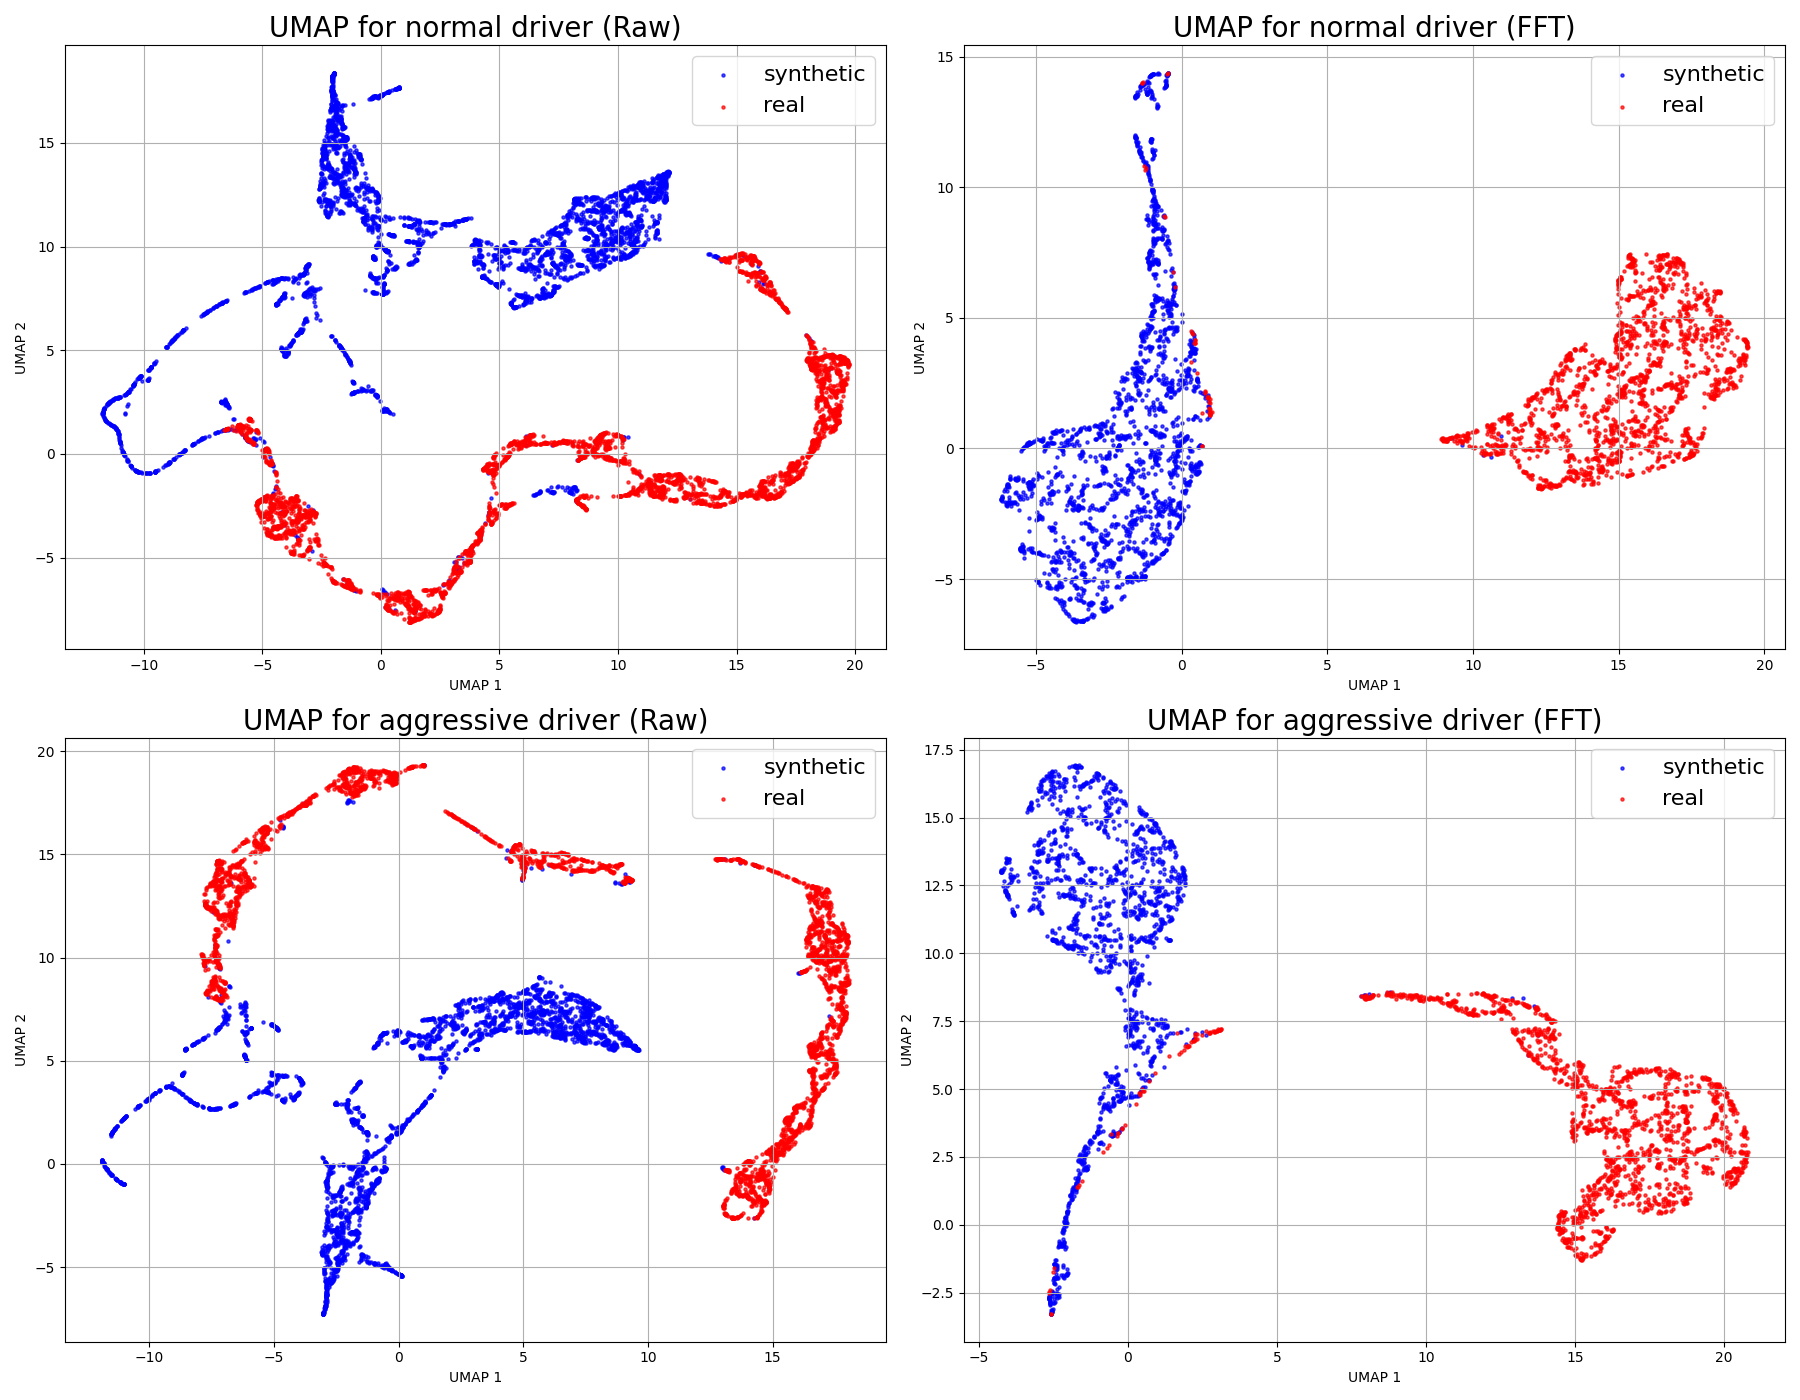 UMAP for normal driver (Raw)
synthetic
real
15
10
5
0
−5
UMAP 2
−10
−5
0
5
10
15
20
UMAP 1
UMAP for normal driver (FFT)
synthetic
real
15
10
5
0
−5
UMAP 2
−5
0
5
10
15
20
UMAP 1
UMAP for aggressive driver (Raw)
synthetic
real
20
15
10
5
0
−5
UMAP 2
−10
−5
0
5
10
15
UMAP 1
UMAP for aggressive driver (FFT)
synthetic
real
17.5
15.0
12.5
10.0
7.5
5.0
2.5
0.0
−2.5
UMAP 2
−5
0
5
10
15
20
UMAP 1